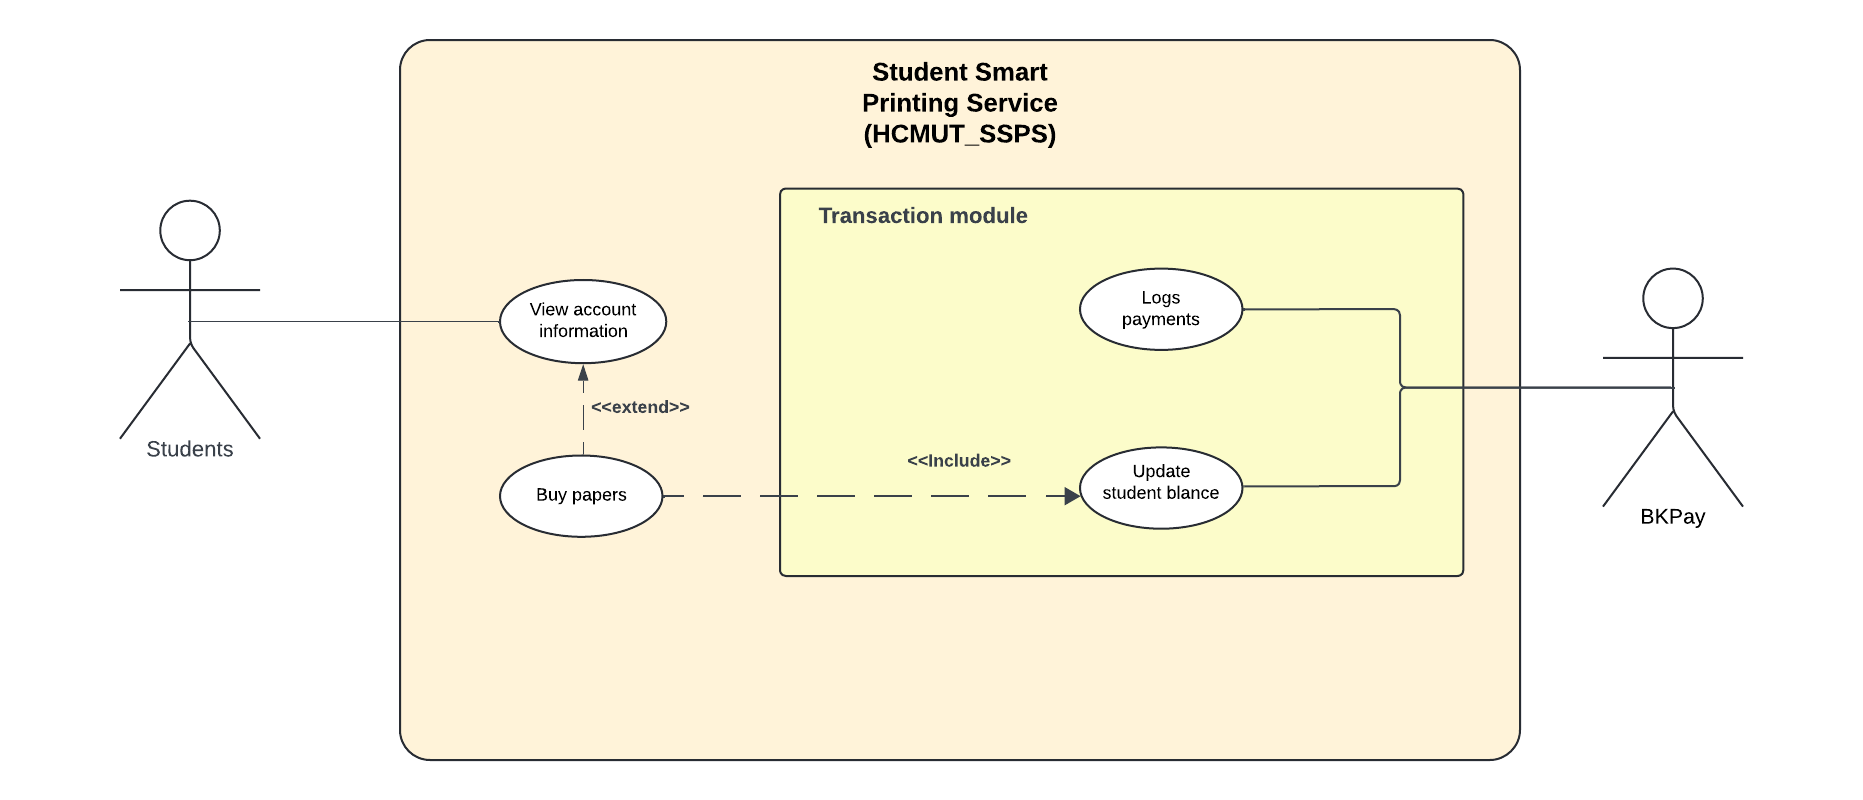 Student Smart
Printing Service
(HCMUT_SSPS)
Transaction module
View account
information
Logs
payments
<<extend>>
Students
<<Include>>
Buy papers
Update
student blance
BKPay